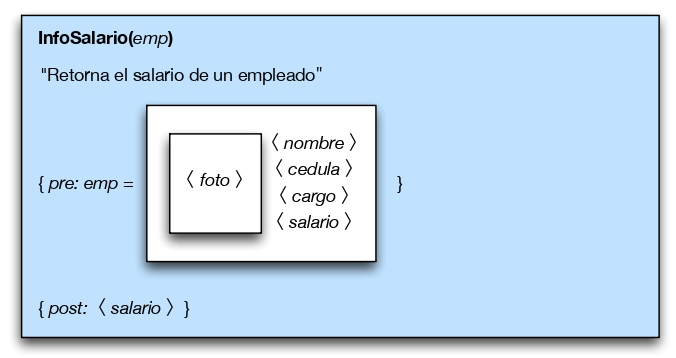 InfoSalario(emp)
"Retorna el salario de un empleado"
{ pre: emp = 〈 foto 〉 }
〈 nombre 〉
〈 cedula 〉
〈 cargo 〉
〈 salario 〉
{ post: 〈 salario 〉 }